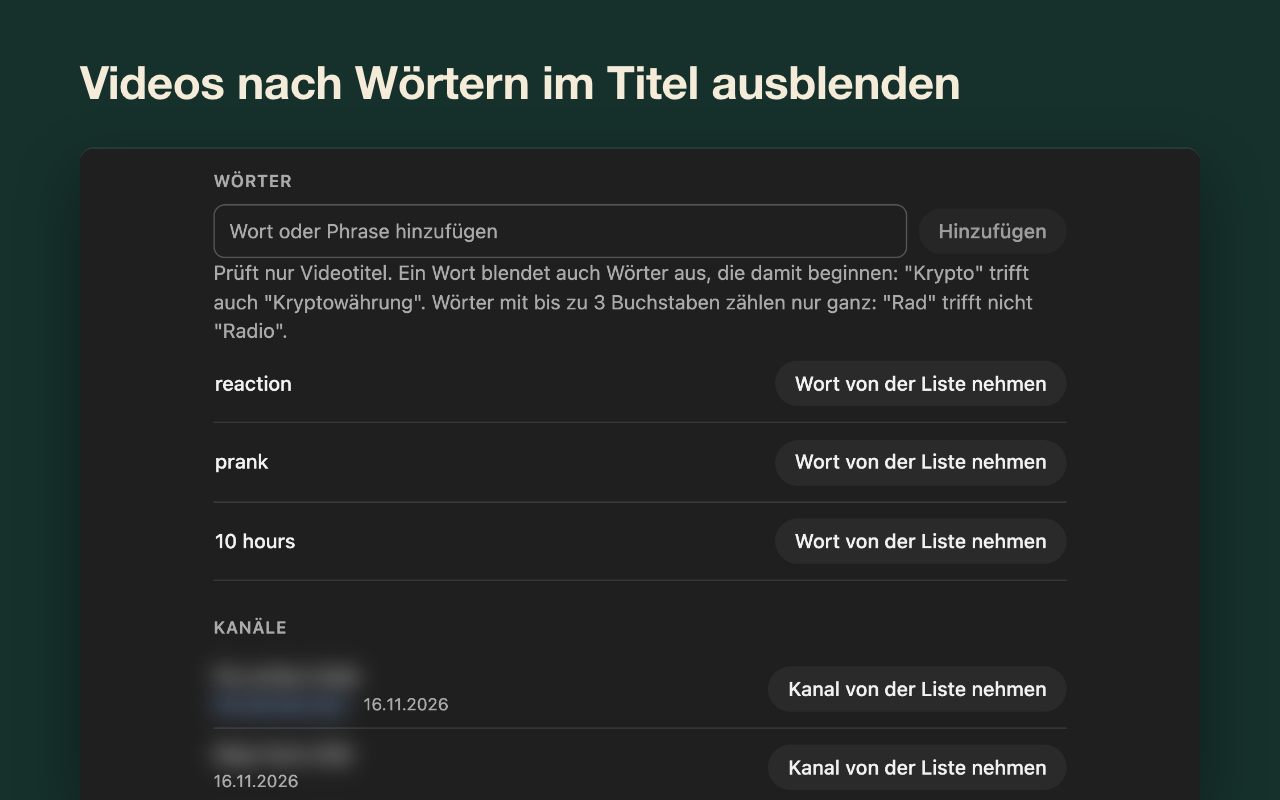 Videos nach Wörtern im Titel ausblenden
WÖRTER
Wort oder Phrase hinzufügen
Hinzufügen
Prüft nur Videotitel. Ein Wort blendet auch Wörter aus, die damit beginnen: "Krypto" trifft
auch "Kryptowährung". Wörter mit bis zu 3 Buchstaben zählen nur ganz: "Rad" trifft nicht
"Radio".
reaction
Wort von der Liste nehmen
prank
Wort von der Liste nehmen
10 hours
Wort von der Liste nehmen
KANÄLE
16.11.2026
Kanal von der Liste nehmen
16.11.2026
Kanal von der Liste nehmen